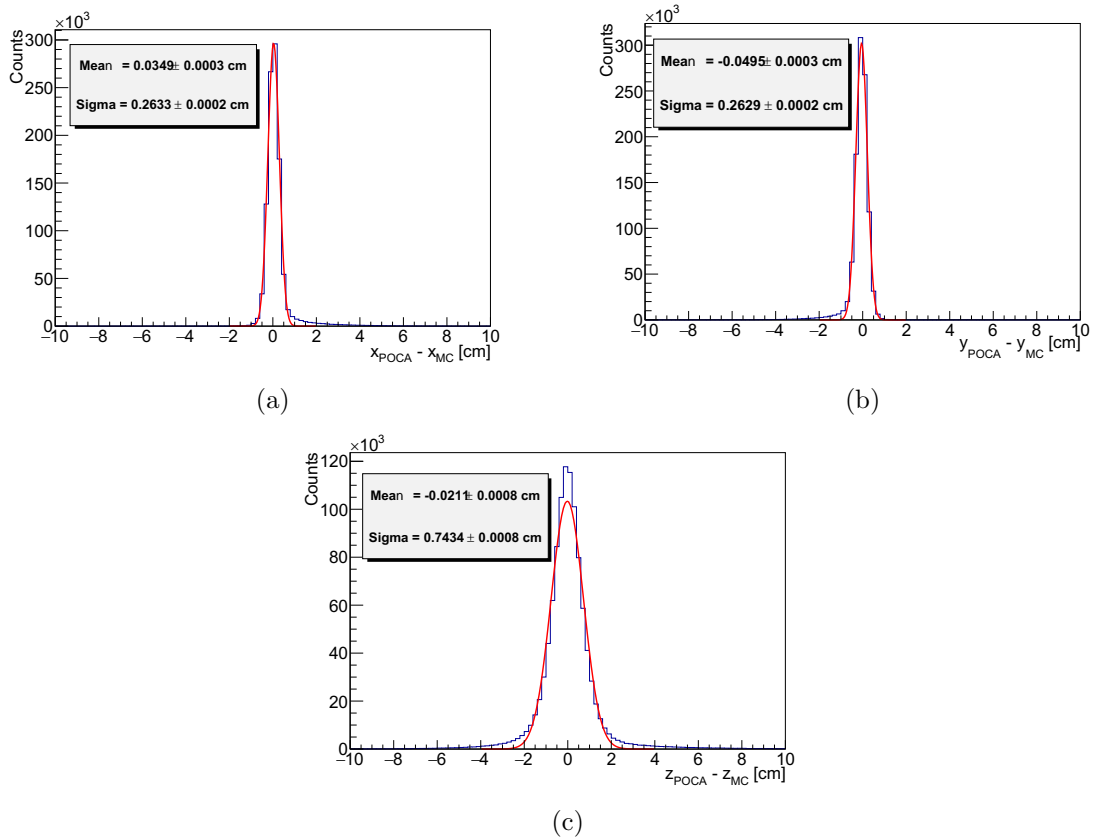 ×10³
Counts
300
250
200
150
100
50
0
Mean = 0.0349± 0.0003 cm
Sigma = 0.2633 ± 0.0002 cm
−10 −8 −6 −4 −2 0 2 4 6 8 10
x_POCA - x_MC [cm]
(a)
×10³
Counts
300
250
200
150
100
50
0
Mean = -0.0495± 0.0003 cm
Sigma = 0.2629 ± 0.0002 cm
−10 −8 −6 −4 −2 0 2 4 6 8 10
y_POCA - y_MC [cm]
(b)
×10³
Counts
120
100
80
60
40
20
0
Mean = -0.0211± 0.0008 cm
Sigma = 0.7434 ± 0.0008 cm
−10 −8 −6 −4 −2 0 2 4 6 8 10
z_POCA - z_MC [cm]
(c)